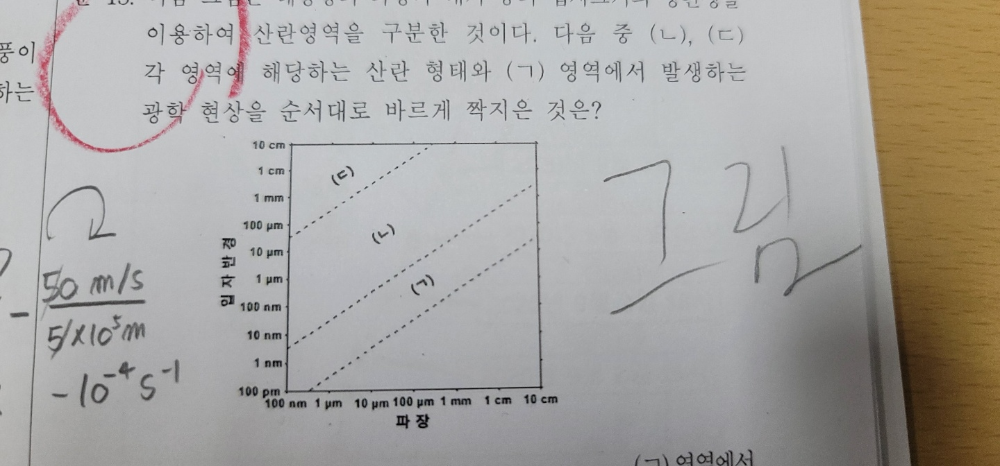 이용하여 산란영역을 구분한 것이다. 다음 중 (ㄴ), (ㄷ)
각 영역에 해당하는 산란 형태와 (ㄱ) 영역에서 발생하는
광학 현상을 순서대로 바르게 짝지은 것은?
풍이
하는
10 cm
1 cm
1 mm
100 μm
10 μm
1 μm
100 nm
10 nm
1 nm
100 pm
입자반경
(ㄷ)
(ㄴ)
(ㄱ)
100 nm 1 μm 10 μm 100 μm 1 mm 1 cm 10 cm
파장
그림
50 m/s
5/×10⁵m
-10⁻⁴ s⁻¹
(ㄱ) 영역에서